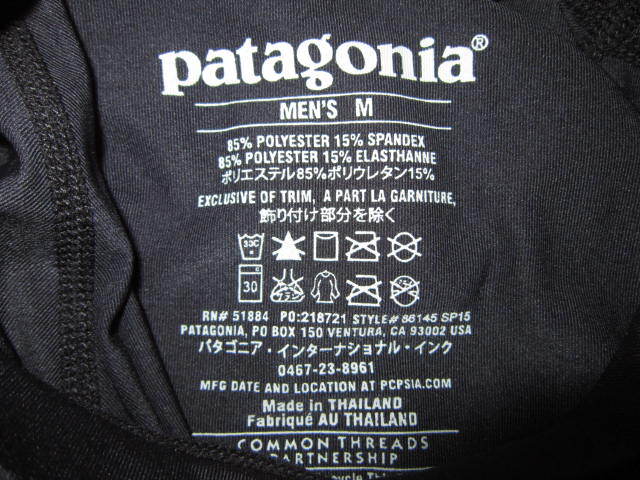 patagonia®
MEN'S M
85% POLYESTER 15% SPANDEX
85% POLYESTER 15% ELASTHANNE
ポリエステル85%ポリウレタン15%
EXCLUSIVE OF TRIM, A PART LA GARNITURE,
飾り付け部分を除く
30C
30
RN# 51884 PO:218721 STYLE# 86145 SP15
PATAGONIA, PO BOX 150 VENTURA, CA 93002 USA
パタゴニア・インターナショナル・インク
0467-23-8961
MFG DATE AND LOCATION AT PCPSIA.COM
Made in THAILAND
Fabriqué AU THAILAND
COMMON THREADS
PARTNERSHIP